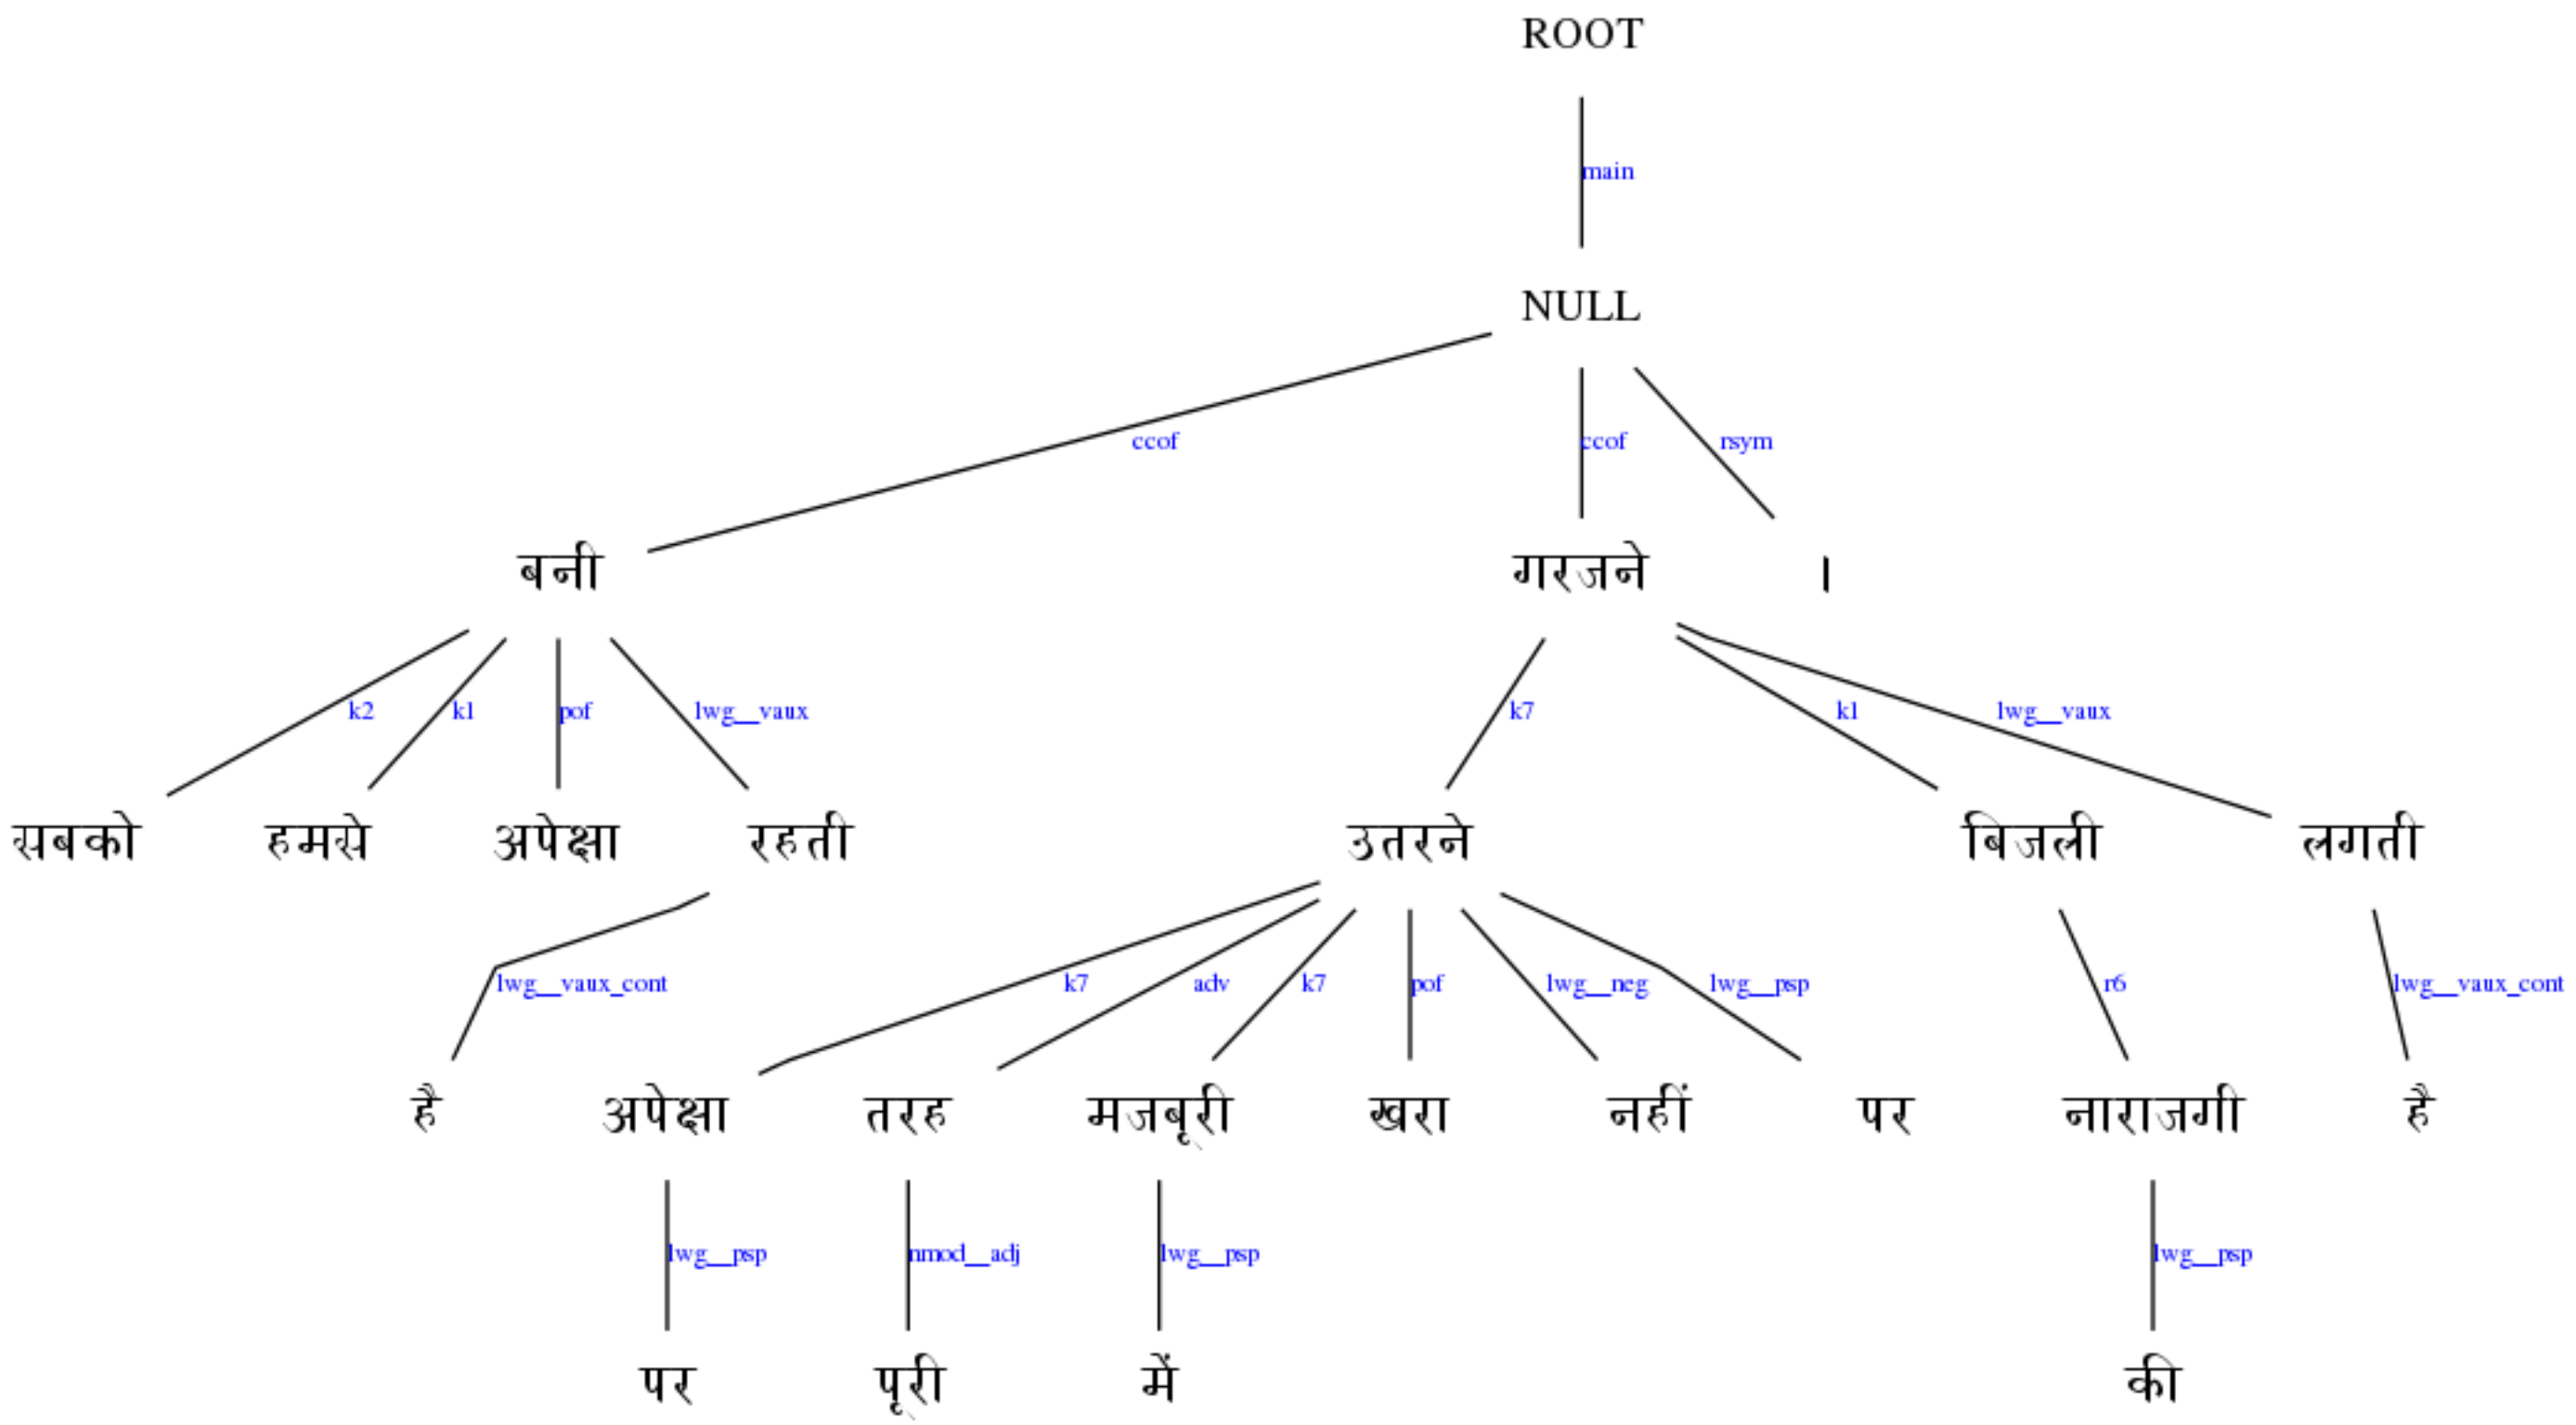 ROOT
main
NULL
ccof ccof rsym
बनी गरजने ।
k2 k1 pof lwg__vaux k7 k1 lwg__vaux
सबको हमसे अपेक्षा रहती उतरने बिजली लगती
lwg__vaux_cont k7 adv k7 pof lwg__neg lwg__psp r6 lwg__vaux_cont
है अपेक्षा तरह मजबूरी खरा नहीं पर नाराजगी है
lwg__psp nmod__adj lwg__psp lwg__psp
पर पूरी में की